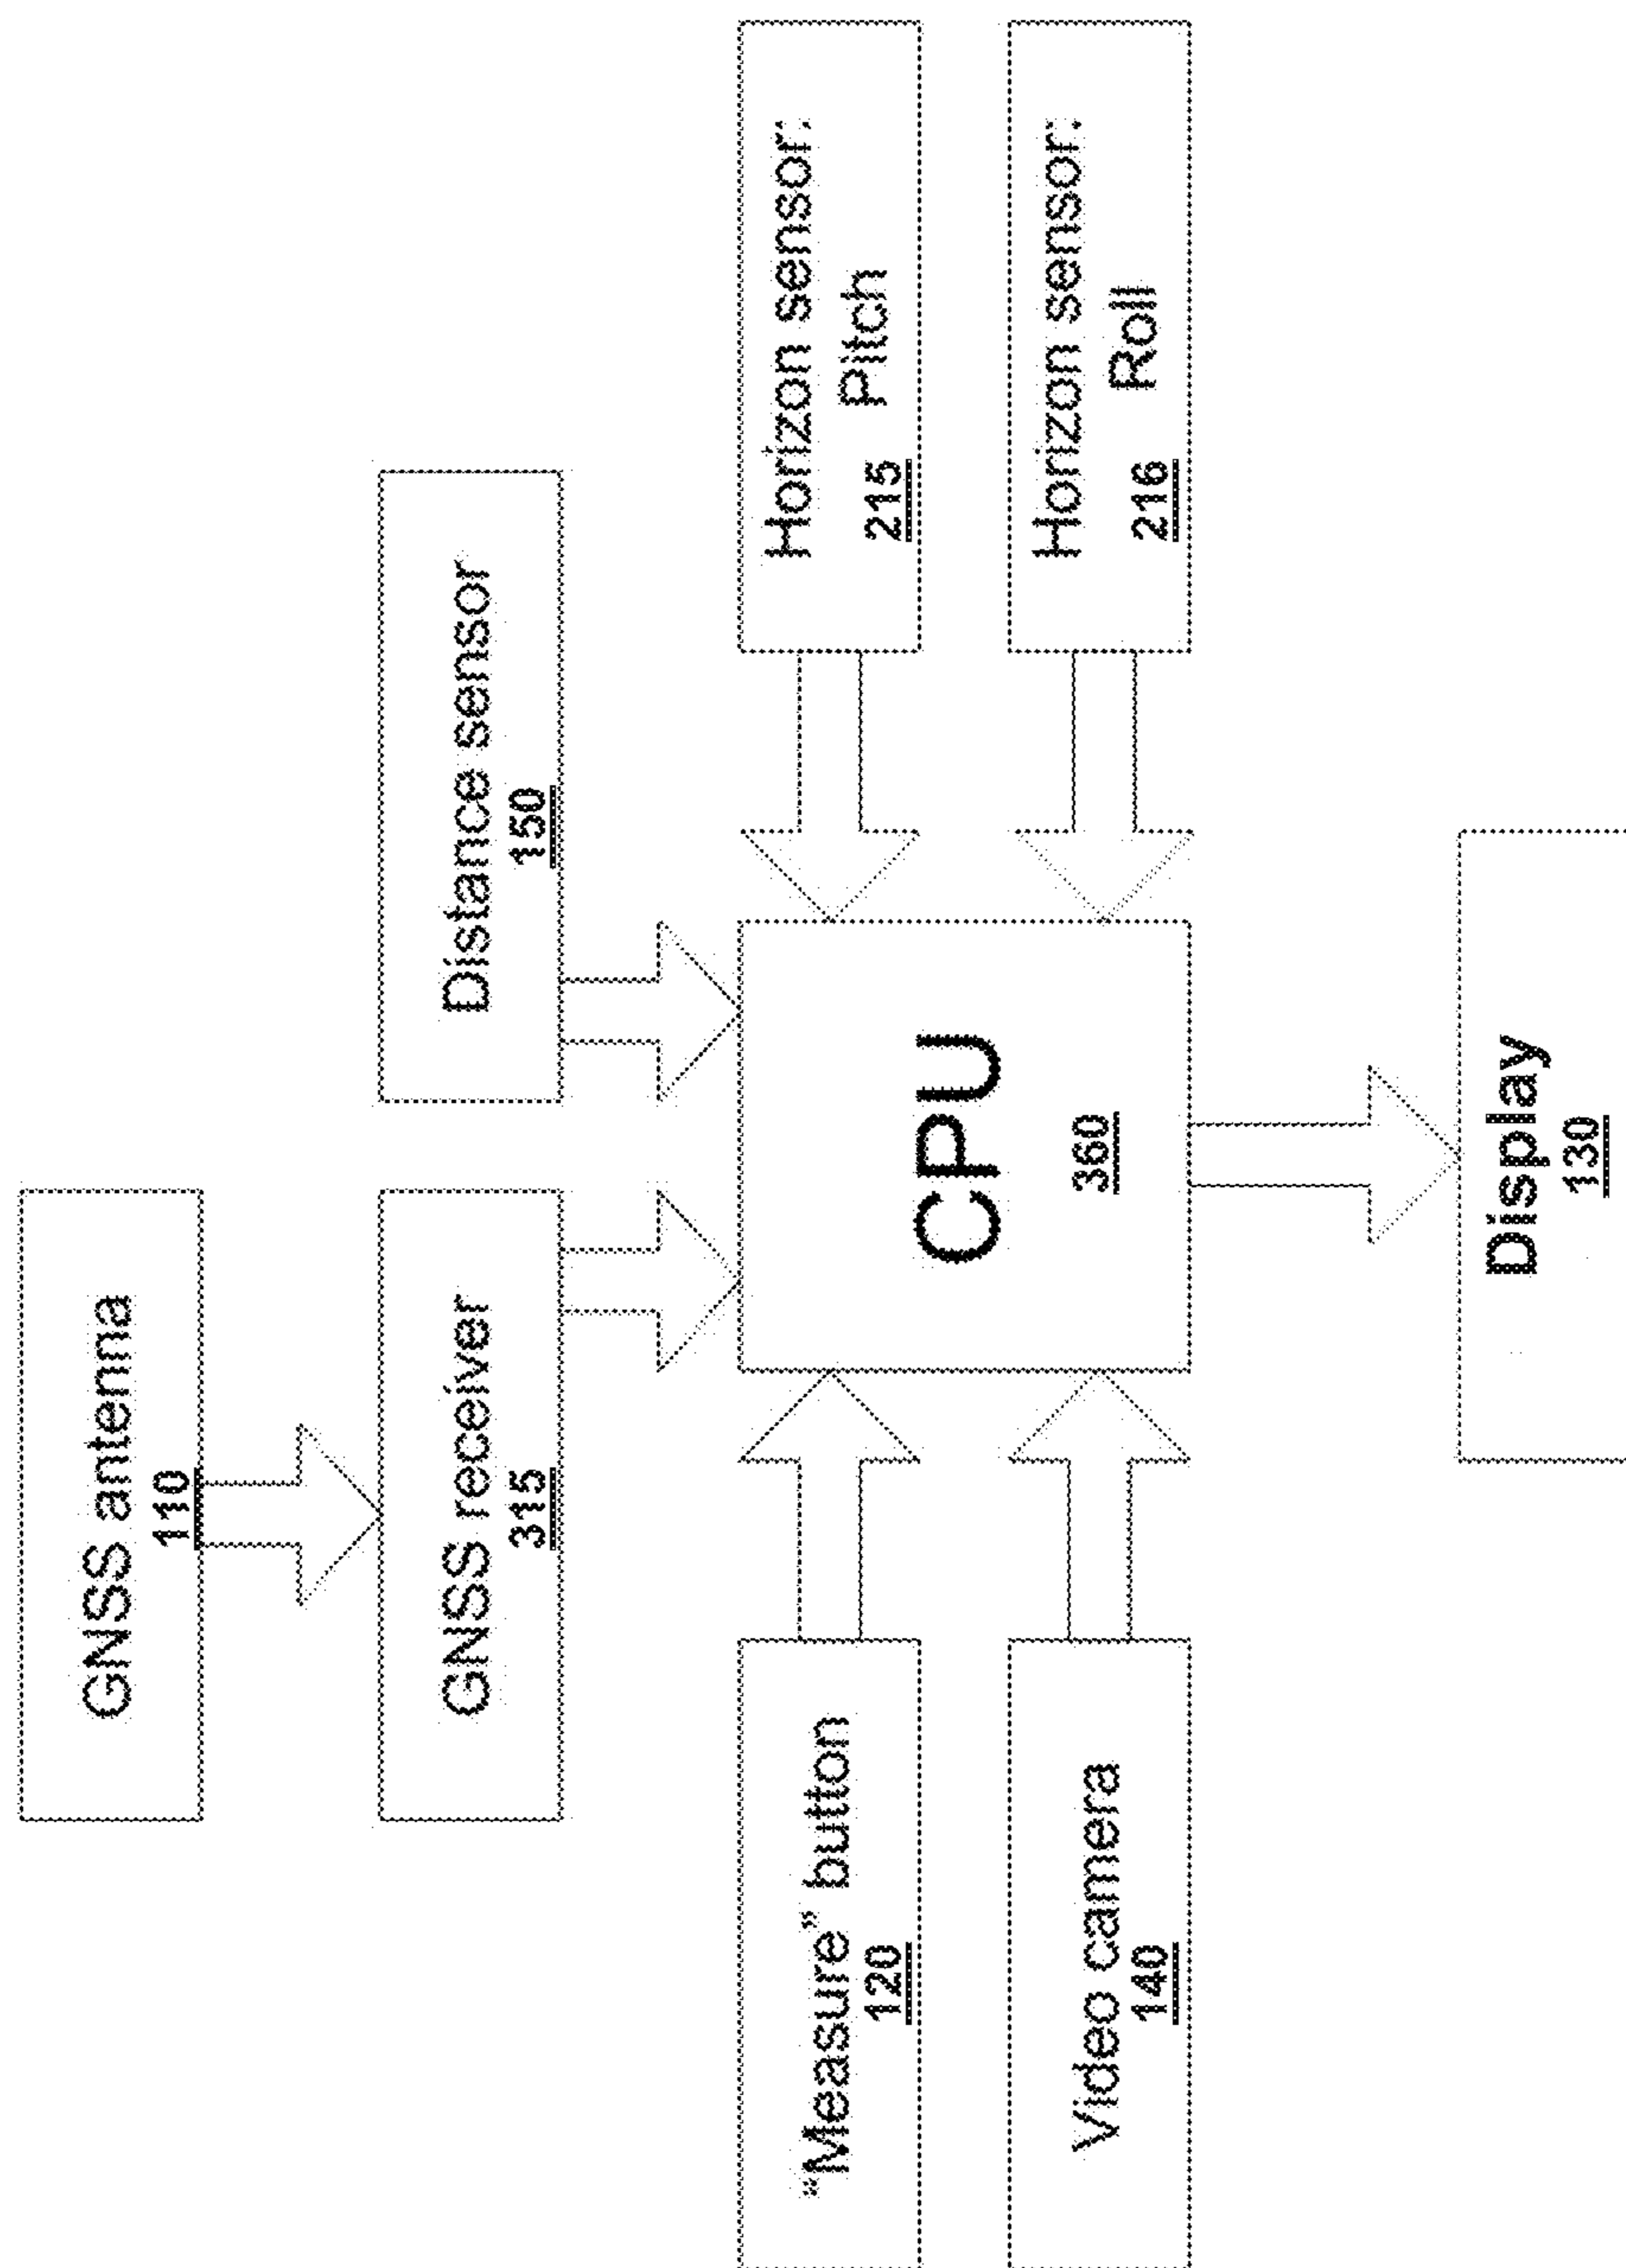 GNSS antenna
110
GNSS receiver
315
Distance sensor
150
"Measure" button
120
CPU
360
Horizon sensor:
Pitch
215
Video camera
140
Horizon sensor:
Roll
216
Display
130